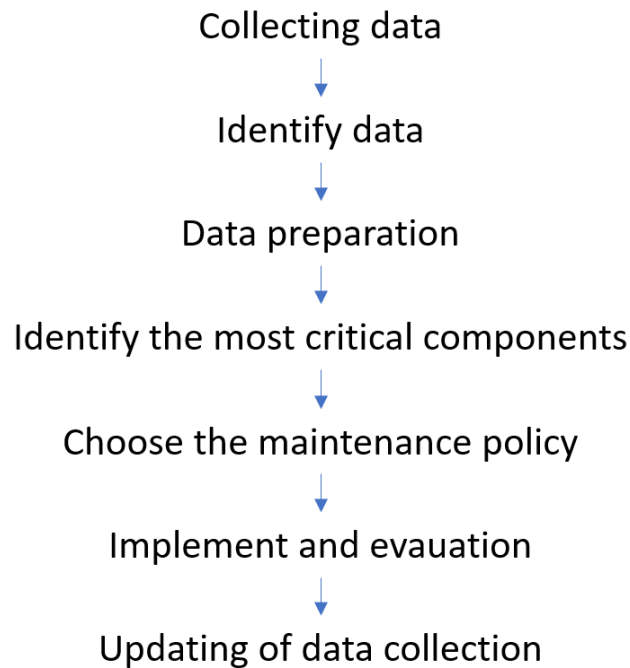 Collecting data
Identify data
Data preparation
Identify the most critical components
Choose the maintenance policy
Implement and evauation
Updating of data collection